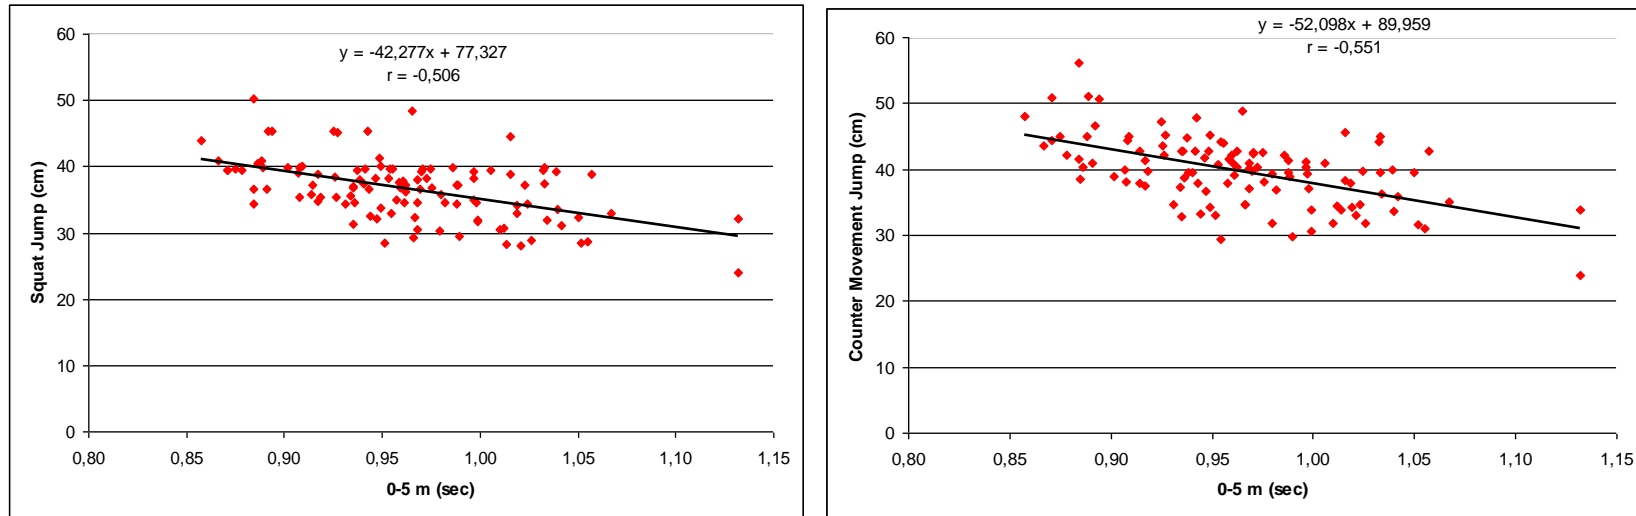 y = -42,277x + 77,327
r = -0,506
60
50
40
30
20
10
0
Squat Jump (cm)
0,80 0,85 0,90 0,95 1,00 1,05 1,10 1,15
0-5 m (sec)
y = -52,098x + 89,959
r = -0,551
60
50
40
30
20
10
0
Counter Movement Jump (cm)
0,80 0,85 0,90 0,95 1,00 1,05 1,10 1,15
0-5 m (sec)